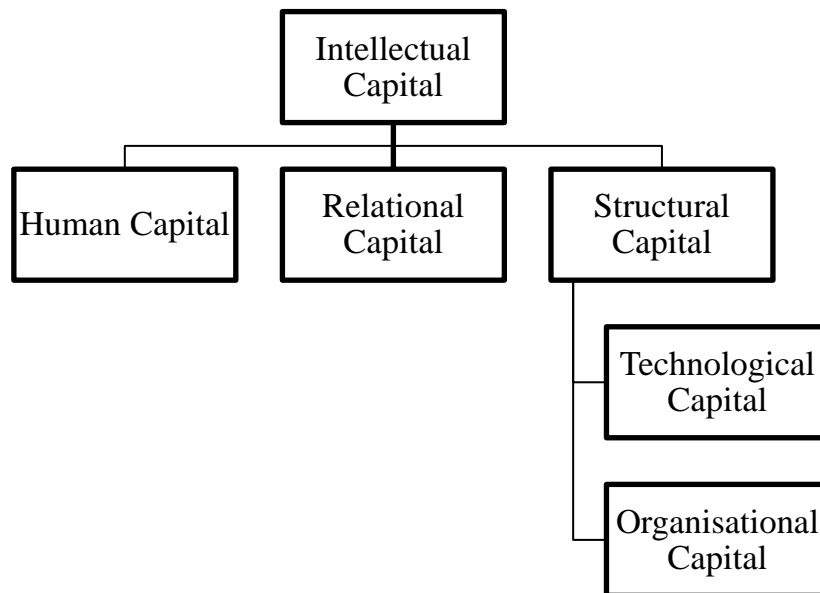 Intellectual
Capital
Human Capital
Relational
Capital
Structural
Capital
Technological
Capital
Organisational
Capital